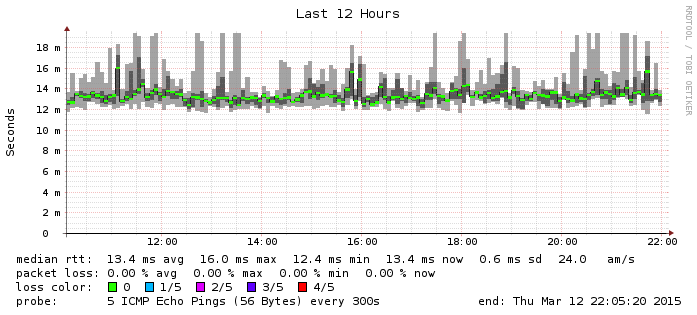 Last 12 Hours
RRDTOOL / TOBI OETIKER
Seconds
18 m
16 m
14 m
12 m
10 m
8 m
6 m
4 m
2 m
0
12:00 14:00 16:00 18:00 20:00 22:00
median rtt: 13.4 ms avg 16.0 ms max 12.4 ms min 13.4 ms now 0.6 ms sd 24.0 am/s
packet loss: 0.00 % avg 0.00 % max 0.00 % min 0.00 % now
loss color: 0 1/5 2/5 3/5 4/5
probe: 5 ICMP Echo Pings (56 Bytes) every 300s end: Thu Mar 12 22:05:20 2015